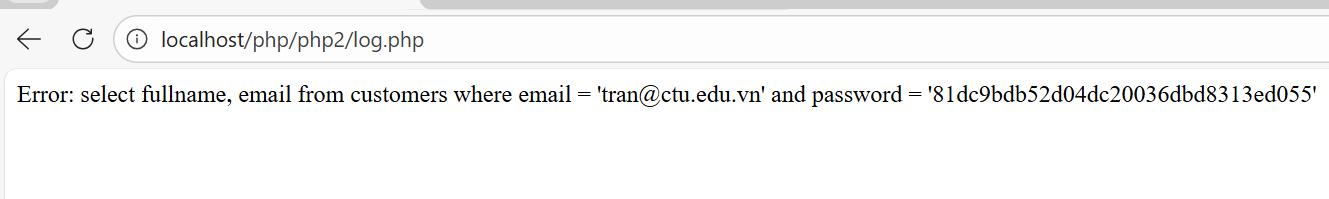 localhost/php/php2/log.php
Error: select fullname, email from customers where email = 'tran@ctu.edu.vn' and password = '81dc9bdb52d04dc20036dbd8313ed055'